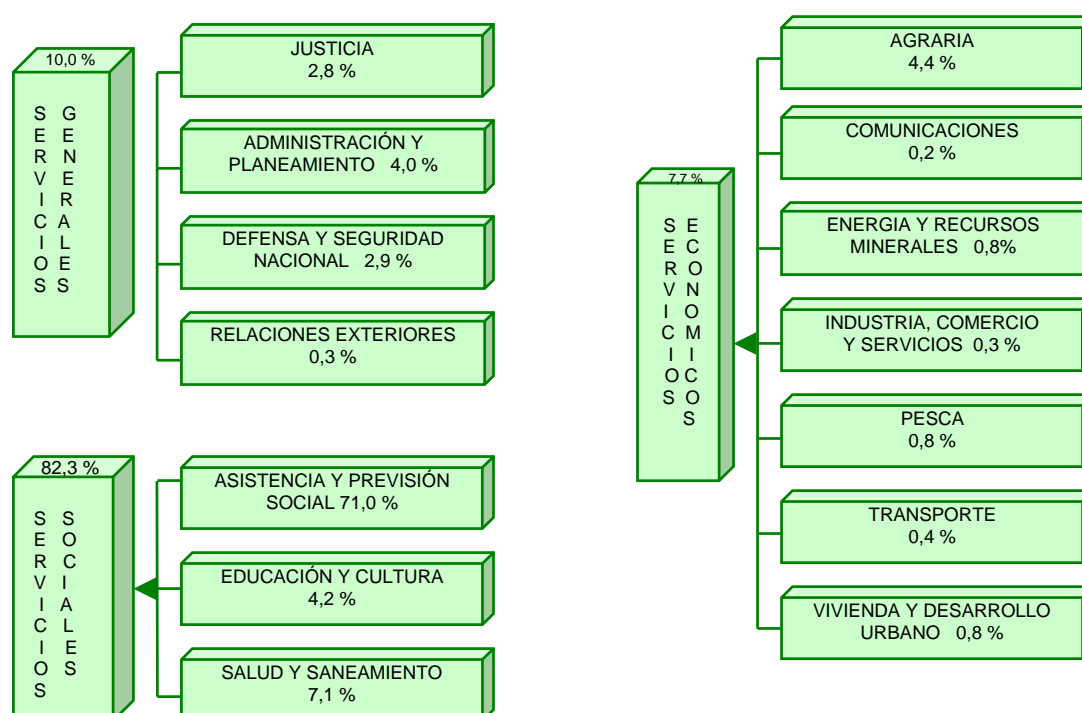 10,0 %
SERVICIOS
GENERALES
JUSTICIA
2,8 %
ADMINISTRACIÓN Y
PLANEAMIENTO 4,0 %
DEFENSA Y SEGURIDAD
NACIONAL 2,9 %
RELACIONES EXTERIORES
0,3 %
82,3 %
SERVICIOS
SOCIALES
ASISTENCIA Y PREVISIÓN
SOCIAL 71,0 %
EDUCACIÓN Y CULTURA
4,2 %
SALUD Y SANEAMIENTO
7,1 %
7,7 %
SERVICIOS
ECONOMICOS
AGRARIA
4,4 %
COMUNICACIONES
0,2 %
ENERGIA Y RECURSOS
MINERALES 0,8%
INDUSTRIA, COMERCIO
Y SERVICIOS 0,3 %
PESCA
0,8 %
TRANSPORTE
0,4 %
VIVIENDA Y DESARROLLO
URBANO 0,8 %